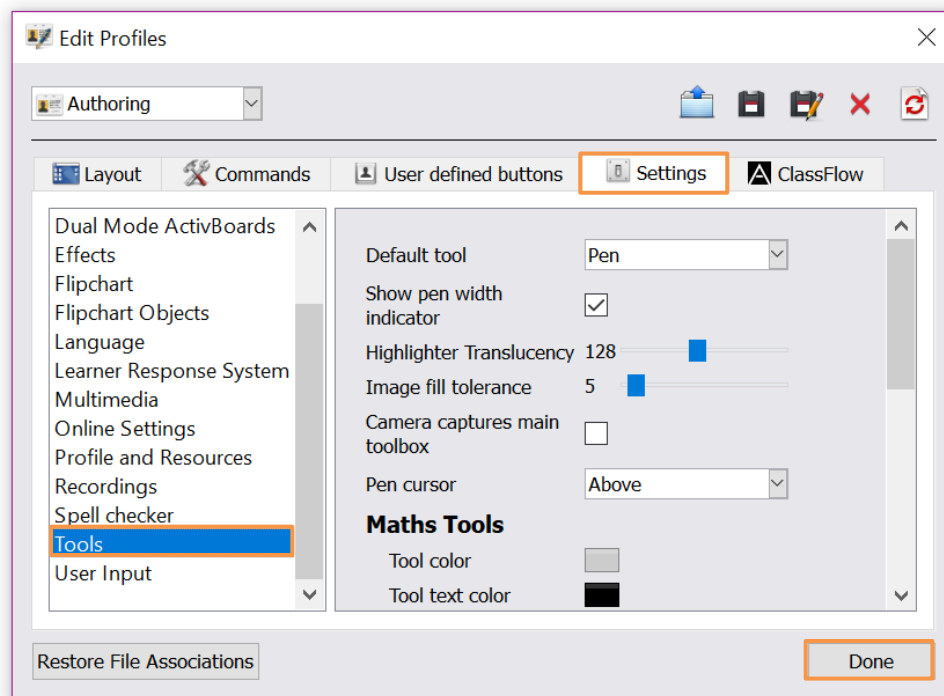 Edit Profiles
Authoring
Layout
Commands
User defined buttons
Settings
ClassFlow
Dual Mode ActivBoards
Effects
Flipchart
Flipchart Objects
Language
Learner Response System
Multimedia
Online Settings
Profile and Resources
Recordings
Spell checker
Tools
User Input
Default tool
Pen
Show pen width
indicator
Highlighter Translucency
128
Image fill tolerance
5
Camera captures main
toolbox
Pen cursor
Above
Maths Tools
Tool color
Tool text color
Restore File Associations
Done